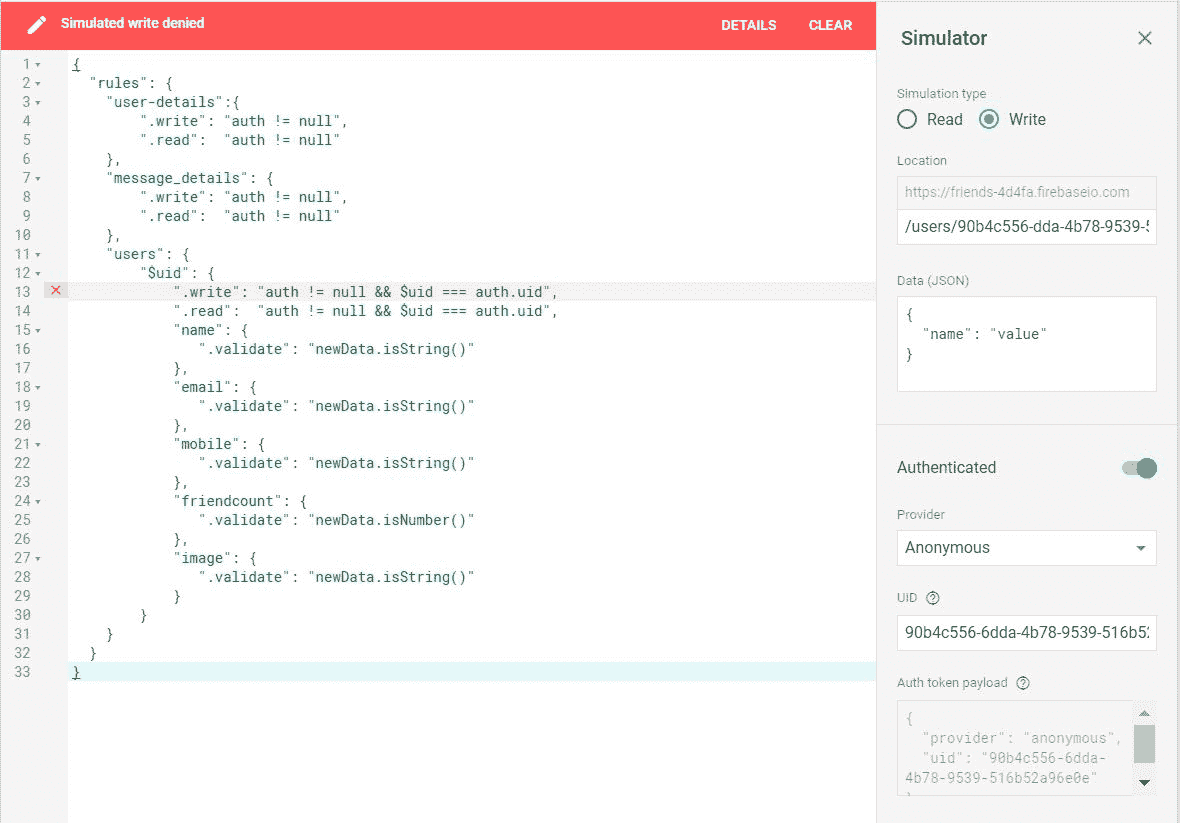 Simulated write denied
DETAILS
CLEAR
1 {
2 "rules": {
3 "user-details":{
4 ".write": "auth != null",
5 ".read":  "auth != null"
6 },
7 "message_details": {
8 ".write": "auth != null",
9 ".read":  "auth != null"
10 },
11 "users": {
12 "$uid": {
13 ".write": "auth != null && $uid === auth.uid",
14 ".read":  "auth != null && $uid === auth.uid",
15 "name": {
16 ".validate": "newData.isString()"
17 },
18 "email": {
19 ".validate": "newData.isString()"
20 },
21 "mobile": {
22 ".validate": "newData.isString()"
23 },
24 "friendcount": {
25 ".validate": "newData.isNumber()"
26 },
27 "image": {
28 ".validate": "newData.isString()"
29 }
30 }
31 }
32 }
33 }
Simulator
Simulation type
Read
Write
Location
https://friends-4d4fa.firebaseio.com
/users/90b4c556-dda-4b78-9539-
Data (JSON)
{
"name": "value"
}
Authenticated
Provider
Anonymous
UID
90b4c556-6dda-4b78-9539-516b52
Auth token payload
{
"provider": "anonymous",
"uid": "90b4c556-6dda-
4b78-9539-516b52a96e0e"